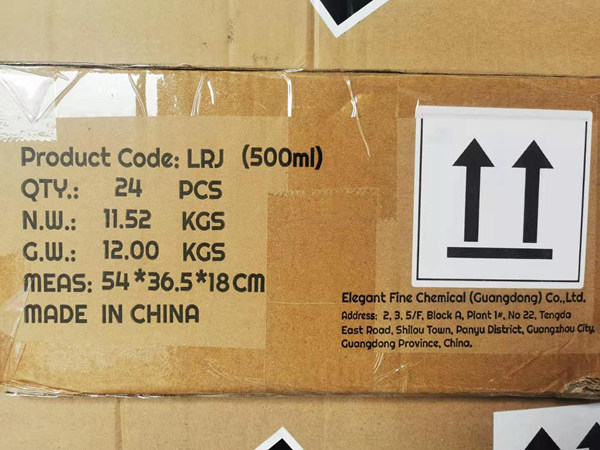 Product Code: LRJ (500ml)
QTY.: 24 PCS
N.W.: 11.52 KGS
G.W.: 12.00 KGS
MEAS: 54*36.5*18CM
MADE IN CHINA
Elegant Fine Chemical (Guangdong) Co.,Ltd.
Address: 2, 3, 5/F, Block A, Plant 1#, No 22, Tengda
East Road, Shilou Town, Panyu District, Guangzhou City,
Guangdong Province, China.